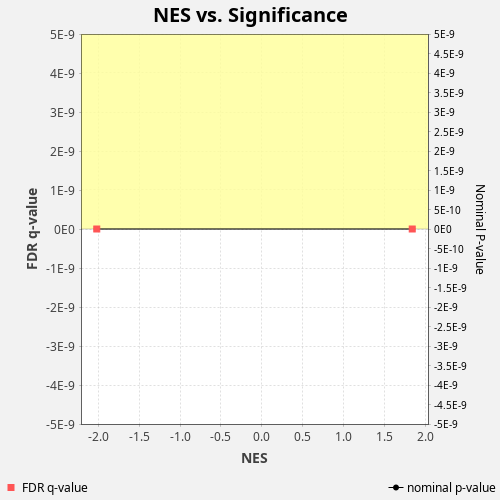 NES vs. Significance
5E-9
4E-9
3E-9
2E-9
1E-9
0E0
-1E-9
-2E-9
-3E-9
-4E-9
-5E-9
FDR q-value
5E-9
4.5E-9
4E-9
3.5E-9
3E-9
2.5E-9
2E-9
1.5E-9
1E-9
5E-10
0E0
-5E-10
-1E-9
-1.5E-9
-2E-9
-2.5E-9
-3E-9
-3.5E-9
-4E-9
-4.5E-9
-5E-9
Nominal P-value
-2.0 -1.5 -1.0 -0.5 0.0 0.5 1.0 1.5 2.0
NES
FDR q-value
nominal p-value